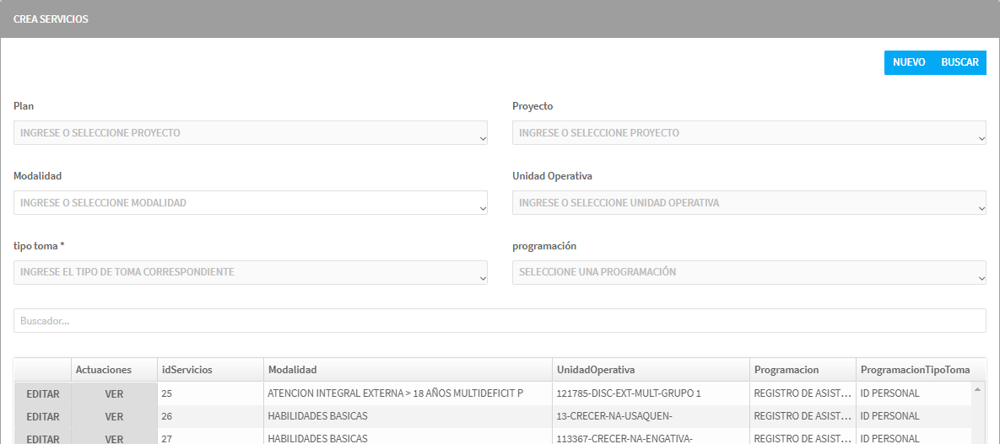 CREA SERVICIOS
NUEVO BUSCAR
Plan Proyecto
INGRESE O SELECCIONE PROYECTO INGRESE O SELECCIONE PROYECTO
Modalidad Unidad Operativa
INGRESE O SELECCIONE MODALIDAD INGRESE O SELECCIONE UNIDAD OPERATIVA
tipo toma * programación
INGRESE EL TIPO DE TOMA CORRESPONDIENTE SELECCIONE UNA PROGRAMACIÓN
Buscador...
Actuaciones idServicios Modalidad UnidadOperativa Programacion ProgramacionTipoToma
EDITAR VER 25 ATENCION INTEGRAL EXTERNA > 18 AÑOS MULTIDEFICIT P 121785-DISC-EXT-MULT-GRUPO 1 REGISTRO DE ASIST... ID PERSONAL
EDITAR VER 26 HABILIDADES BASICAS 13-CRECER-NA-USAQUEN- REGISTRO DE ASIST... ID PERSONAL
EDITAR VER 27 HABILIDADES BASICAS 113367-CRECER-NA-ENGATIVA- REGISTRO DE ASIST... ID PERSONAL